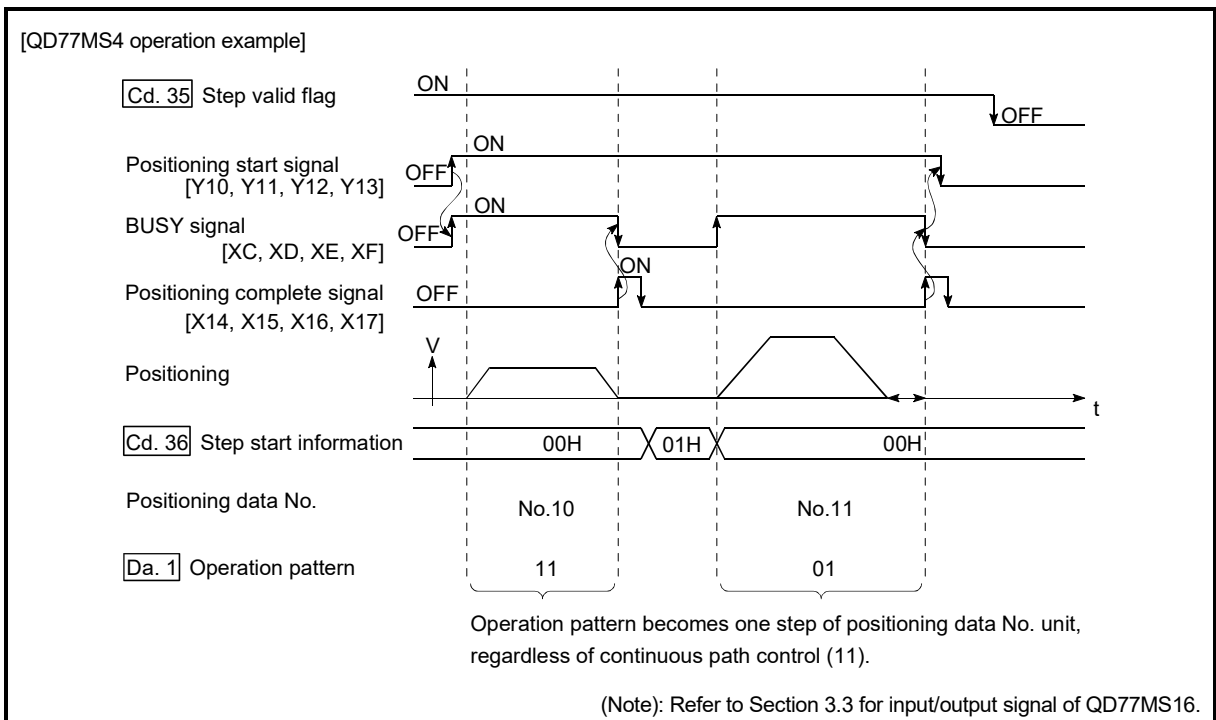 [QD77MS4 operation example]
ON
Cd. 35 Step valid flag
OFF
ON
Positioning start signal
OFF
[Y10, Y11, Y12, Y13]
ON
BUSY signal
OFF
[XC, XD, XE, XF]
ON
Positioning complete signal
OFF
[X14, X15, X16, X17]
V
Positioning
t
Cd. 36 Step start information
00H
01H
00H
Positioning data No.
No.10
No.11
Da. 1 Operation pattern
11
01
Operation pattern becomes one step of positioning data No. unit,
regardless of continuous path control (11).
(Note): Refer to Section 3.3 for input/output signal of QD77MS16.